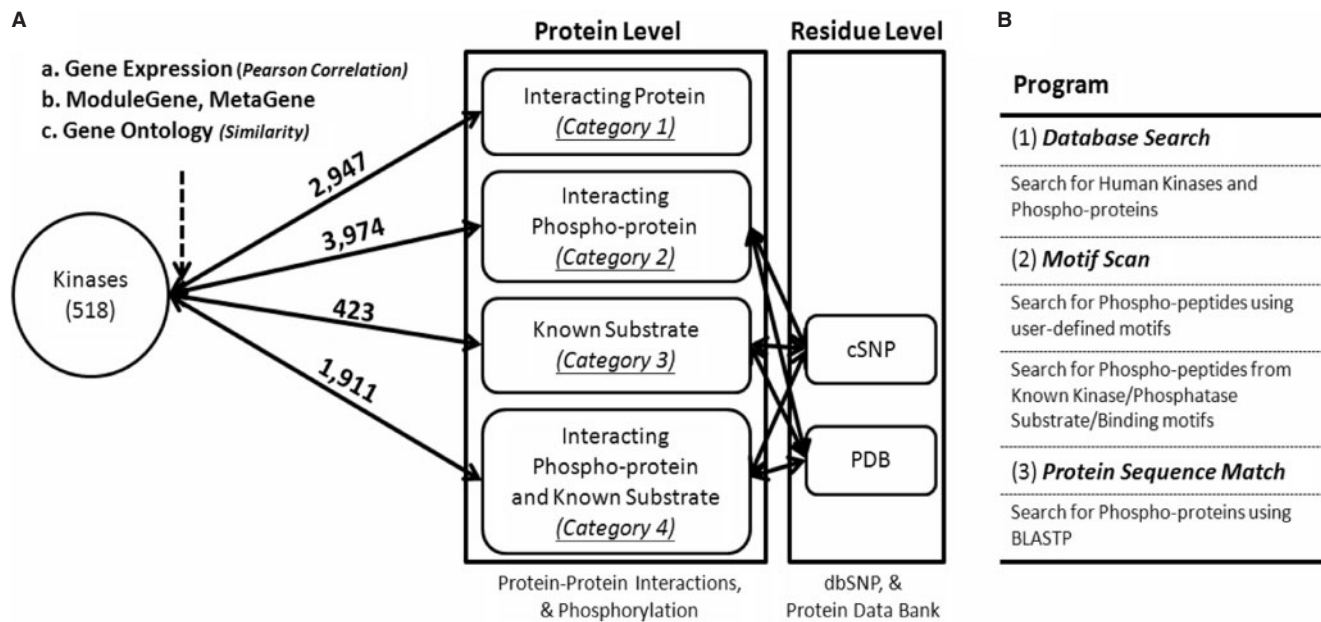 A
a. Gene Expression (Pearson Correlation)
b. ModuleGene, MetaGene
c. Gene Ontology (Similarity)
Kinases
(518)
2,947
3,974
423
1,911
Protein Level
Interacting Protein
(Category 1)
Interacting
Phospho-protein
(Category 2)
Known Substrate
(Category 3)
Interacting
Phospho-protein
and Known Substrate
(Category 4)
Protein-Protein Interactions,
& Phosphorylation
Residue Level
cSNP
PDB
dbSNP, &
Protein Data Bank
B
Program
(1) Database Search
Search for Human Kinases and
Phospho-proteins
(2) Motif Scan
Search for Phospho-peptides using
user-defined motifs
Search for Phospho-peptides from
Known Kinase/Phosphatase
Substrate/Binding motifs
(3) Protein Sequence Match
Search for Phospho-proteins using
BLASTP